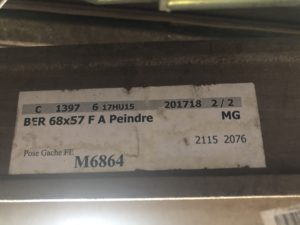 C 1397 6 17HU15 201718 2/2
BER 68x57 F A Peindre MG
2115 2076
Pose Gache FE
M6864